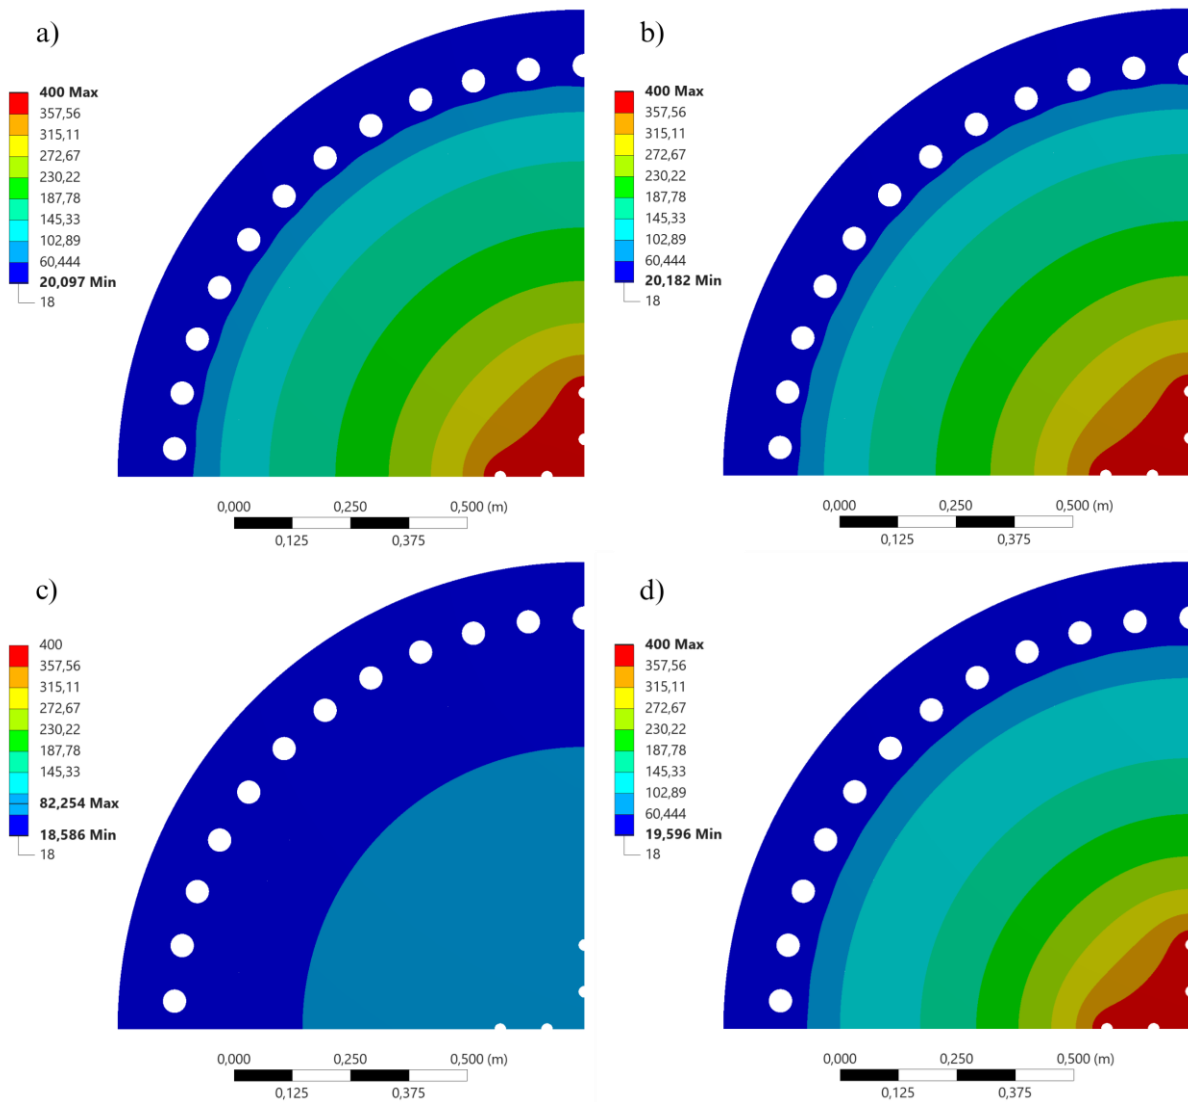 a)
400 Max
357,56
315,11
272,67
230,22
187,78
145,33
102,89
60,444
20,097 Min
18
0,000 0,250 0,500 (m)
0,125 0,375
b)
400 Max
357,56
315,11
272,67
230,22
187,78
145,33
102,89
60,444
20,182 Min
18
0,000 0,250 0,500 (m)
0,125 0,375
c)
400
357,56
315,11
272,67
230,22
187,78
145,33
82,254 Max
18,586 Min
18
0,000 0,250 0,500 (m)
0,125 0,375
d)
400 Max
357,56
315,11
272,67
230,22
187,78
145,33
102,89
60,444
19,596 Min
18
0,000 0,250 0,500 (m)
0,125 0,375